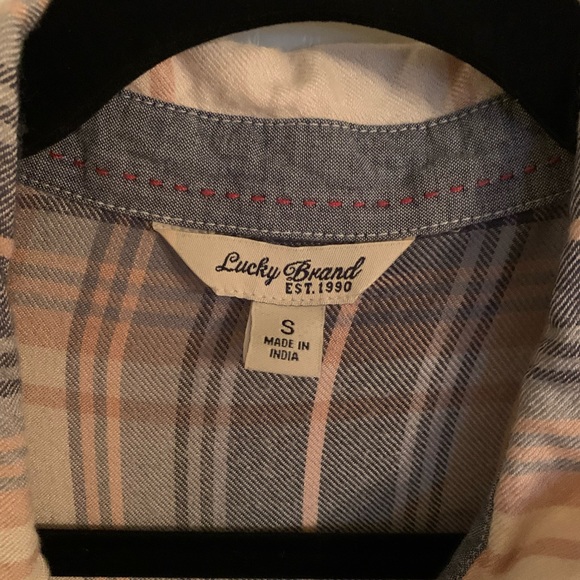 Lucky Brand
EST. 1990
S
MADE IN
INDIA